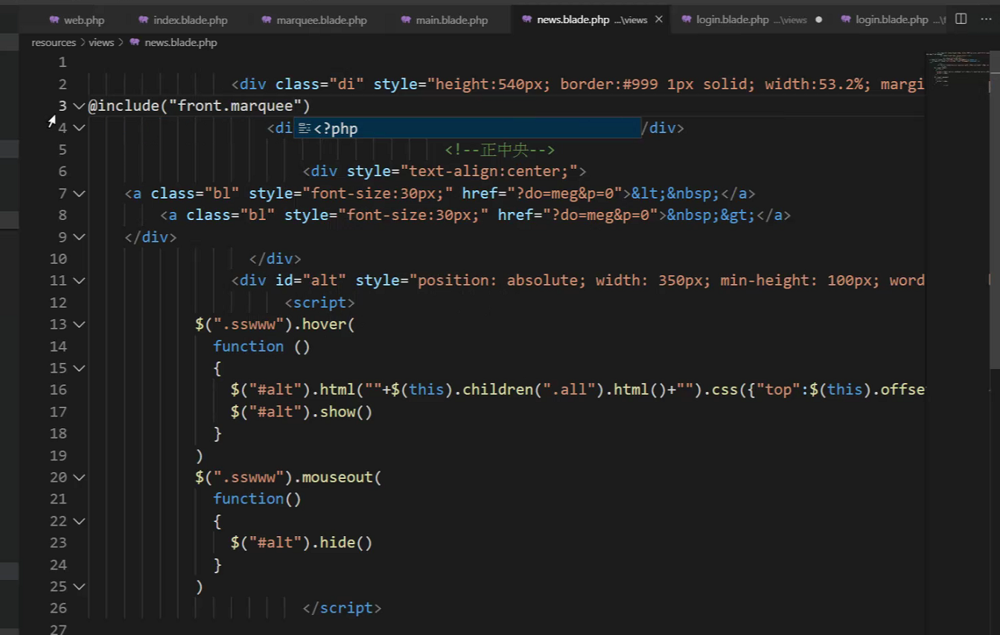 web.php index.blade.php marquee.blade.php main.blade.php news.blade.php ...\views login.blade.php ...\views login.blade.php ...\f
resources > views > news.blade.php
1
2 <div class="di" style="height:540px; border:#999 1px solid; width:53.2%; margi
3 @include("front.marquee")
4 <di <?php /div>
5 <!--正中央-->
6 <div style="text-align:center;">
7 <a class="bl" style="font-size:30px;" href="?do=meg&p=0">&lt;&nbsp;</a>
8 <a class="bl" style="font-size:30px;" href="?do=meg&p=0">&nbsp;&gt;</a>
9 </div>
10 </div>
11 <div id="alt" style="position: absolute; width: 350px; min-height: 100px; word
12 <script>
13 $(".sswww").hover(
14 function ()
15 {
16 $("#alt").html(""+$(this).children(".all").html()+"").css({"top":$(this).offse
17 $("#alt").show()
18 }
19 )
20 $(".sswww").mouseout(
21 function()
22 {
23 $("#alt").hide()
24 }
25 )
26 </script>
27